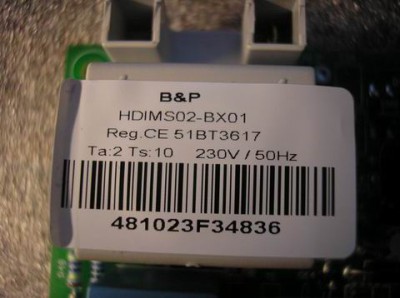 B&P
HDIMS02-BX01
Reg.CE 51BT3617
Ta:2 Ts:10 230V / 50Hz
481023F34836